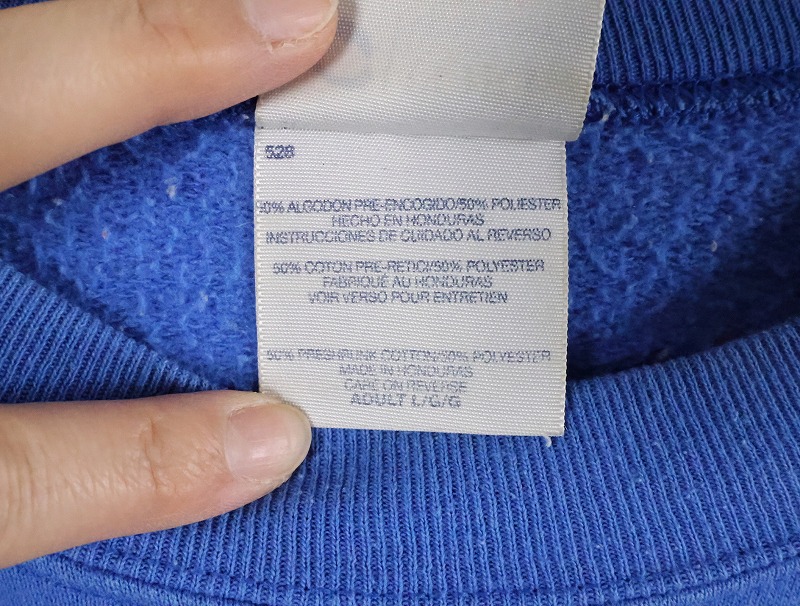 528
50% ALGODON PRE-ENCOGIDO/50% POLIESTER
HECHO EN HONDURAS
INSTRUCCIONES DE CUIDADO AL REVERSO
50% COTON PRE-RETICI/50% POLYESTER
FABRIQUÉ AU HONDURAS
VOIR VERSO POUR ENTRETIEN
50% PRESHRUNK COTTON/50% POLYESTER
MADE IN HONDURAS
CARE ON REVERSE
ADULT L/G/G